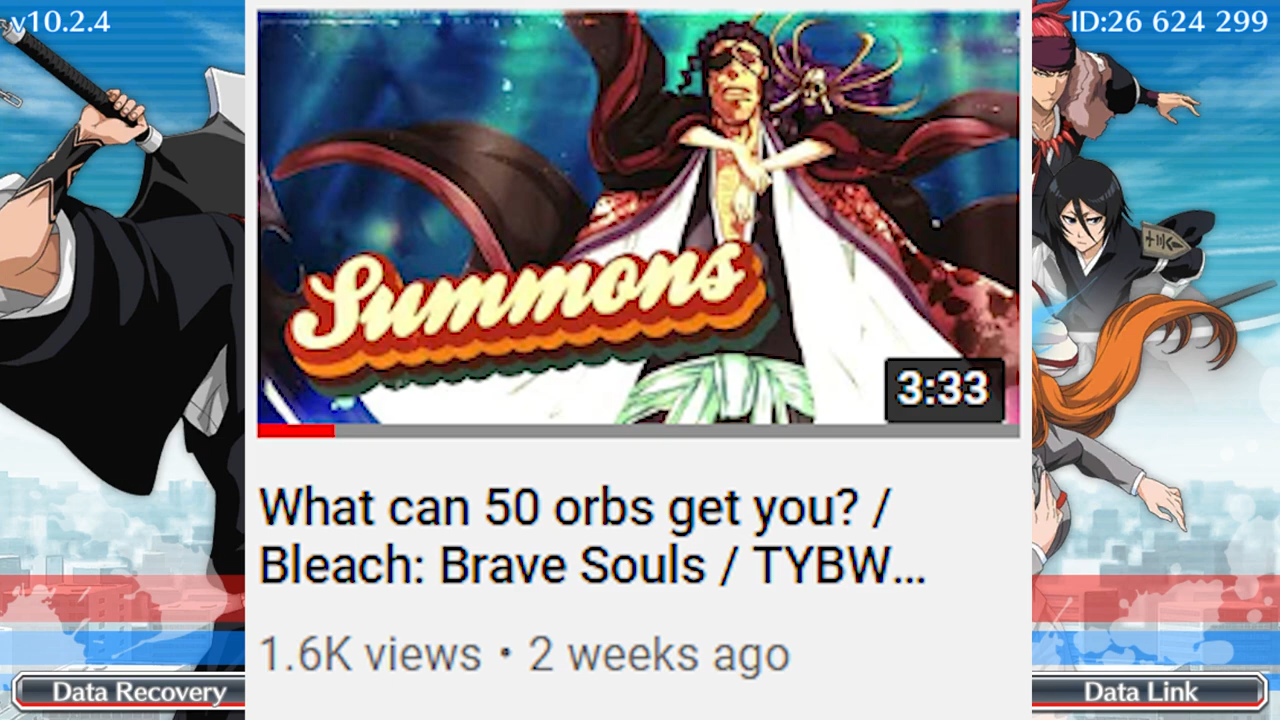 v10.2.4
ID:26 624 299
Summons
3:33
What can 50 orbs get you? /
Bleach: Brave Souls / TYBW...
1.6K views • 2 weeks ago
Data Recovery
Data Link